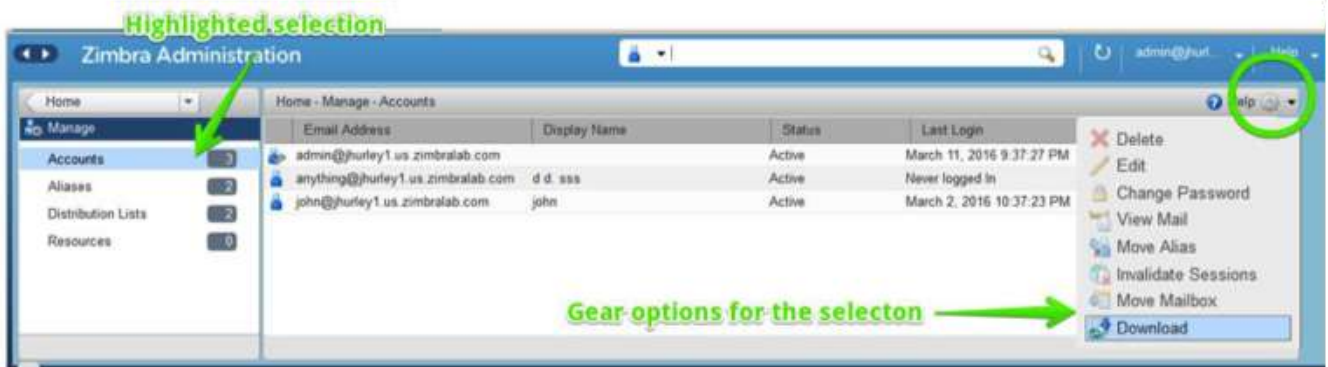 Highlighted selection
Zimbra Administration
admin@jhurl... Help
Home
Home - Manage - Accounts
Help
Manage
Email Address Display Name Status Last Login
Accounts 3
Aliases 2
Distribution Lists 2
Resources 0
admin@jhurley1.us.zimbralab.com Active March 11, 2016 9:37:27 PM
anything@jhurley1.us.zimbralab.com d d. sss Active Never logged In
john@jhurley1.us.zimbralab.com john Active March 2, 2016 10:37:23 PM
Delete
Edit
Change Password
View Mail
Move Alias
Invalidate Sessions
Move Mailbox
Download
Gear options for the selecton